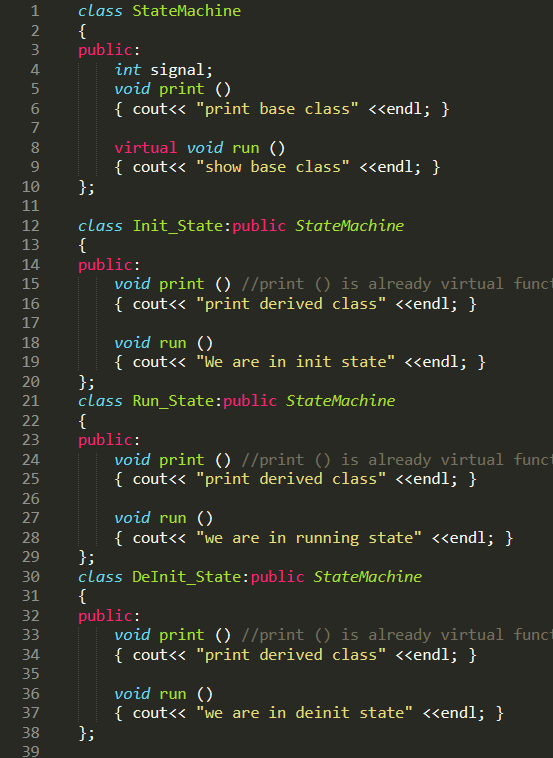 1 class StateMachine
2 {
3 public:
4 int signal;
5 void print ()
6 { cout<< "print base class" <<endl; }
7
8 virtual void run ()
9 { cout<< "show base class" <<endl; }
10 };
11
12 class Init_State:public StateMachine
13 {
14 public:
15 void print () //print () is already virtual funct
16 { cout<< "print derived class" <<endl; }
17
18 void run ()
19 { cout<< "We are in init state" <<endl; }
20 };
21 class Run_State:public StateMachine
22 {
23 public:
24 void print () //print () is already virtual funct
25 { cout<< "print derived class" <<endl; }
26
27 void run ()
28 { cout<< "we are in running state" <<endl; }
29 };
30 class DeInit_State:public StateMachine
31 {
32 public:
33 void print () //print () is already virtual funct
34 { cout<< "print derived class" <<endl; }
35
36 void run ()
37 { cout<< "we are in deinit state" <<endl; }
38 };
39